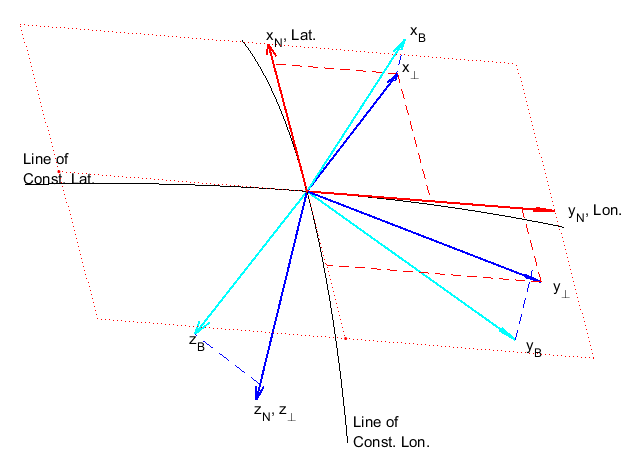 x_N, Lat.
x_B
x_⊥
Line of
Const. Lat.
y_N, Lon.
y_⊥
z_B
y_B
z_N, z_⊥
Line of
Const. Lon.